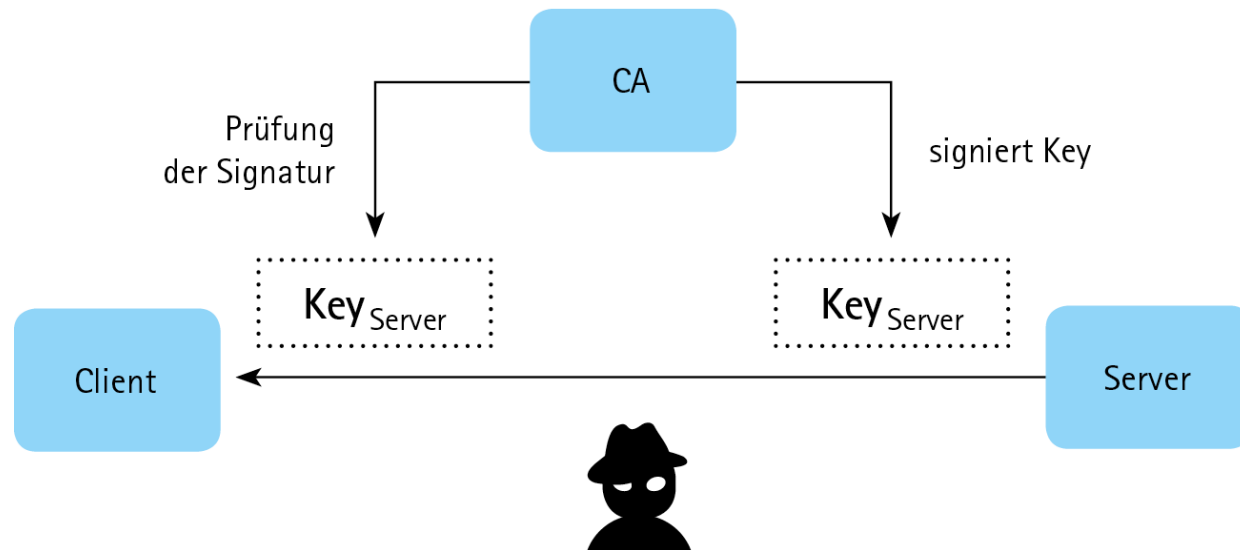 CA
Prüfung
der Signatur
signiert Key
Key Server
Key Server
Client
Server